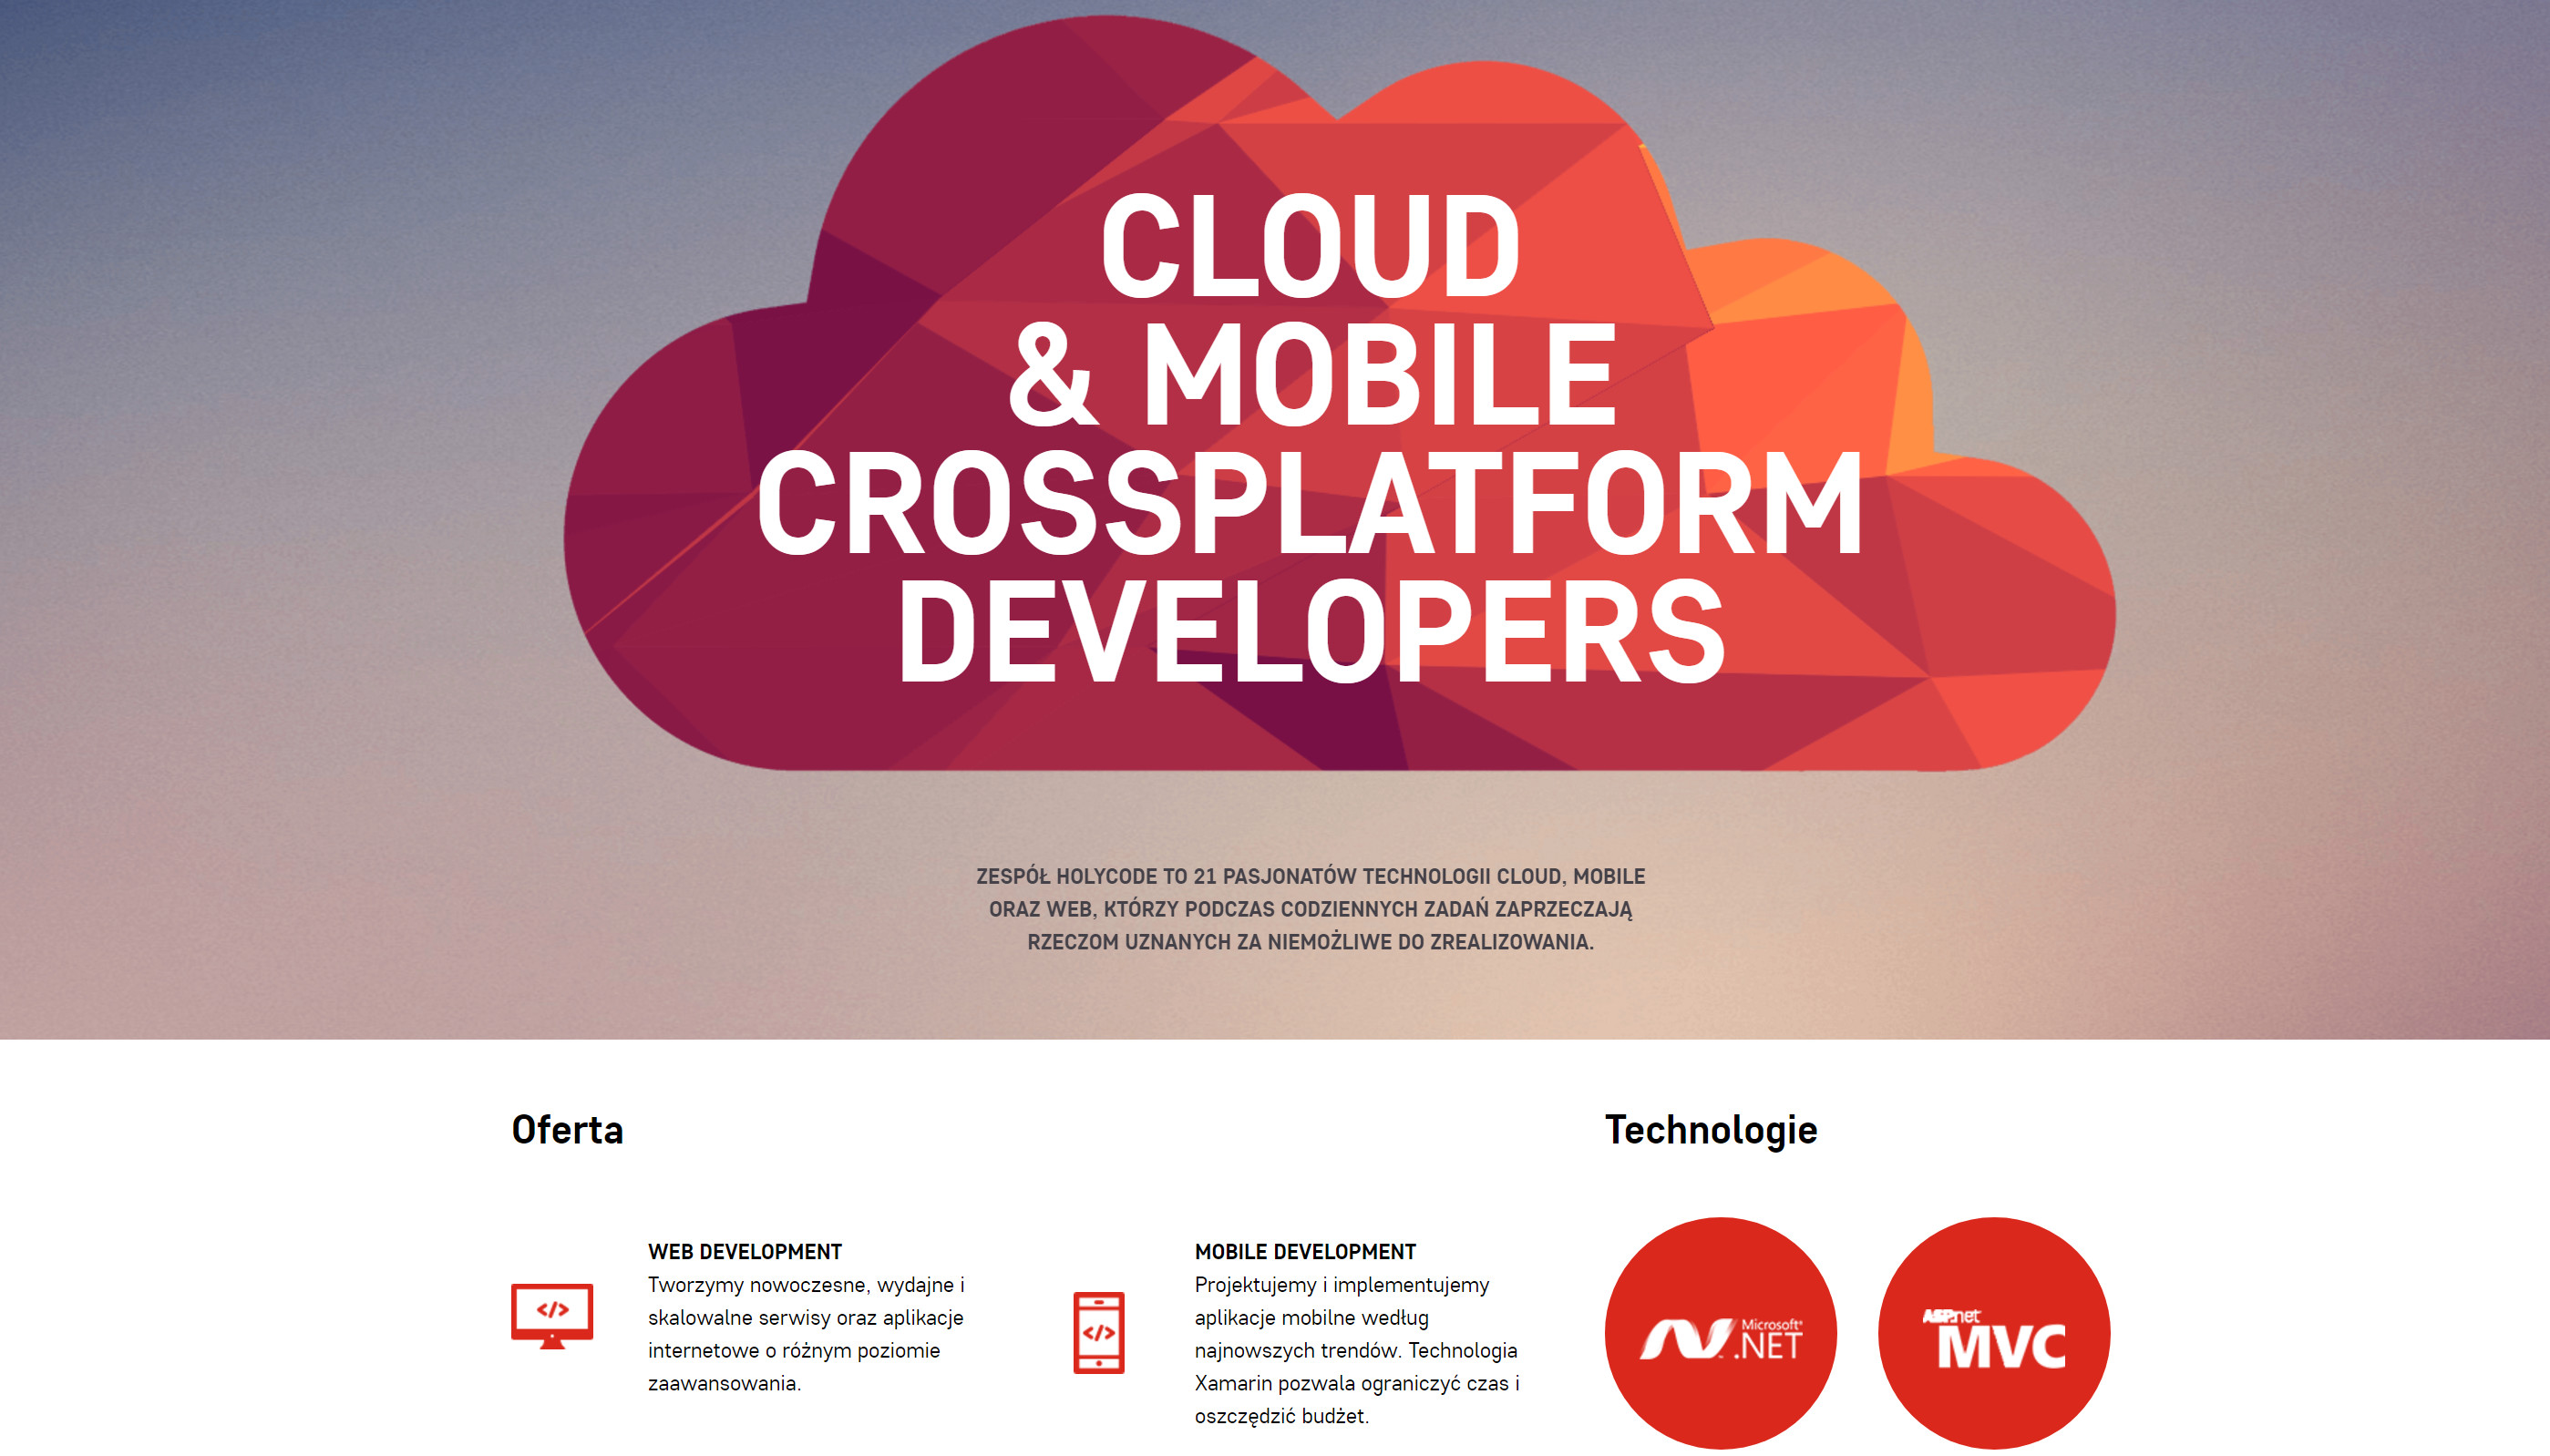 CLOUD
& MOBILE
CROSSPLATFORM
DEVELOPERS
ZESPÓŁ HOLYCODE TO 21 PASJONATÓW TECHNOLOGII CLOUD, MOBILE
ORAZ WEB, KTÓRZY PODCZAS CODZIENNYCH ZADAŃ ZAPRZECZAJĄ
RZECZOM UZNANYCH ZA NIEMOŻLIWE DO ZREALIZOWANIA.
Oferta
WEB DEVELOPMENT
Tworzymy nowoczesne, wydajne i
skalowalne serwisy oraz aplikacje
internetowe o różnym poziomie
zaawansowania.
MOBILE DEVELOPMENT
Projektujemy i implementujemy
aplikacje mobilne według
najnowszych trendów. Technologia
Xamarin pozwala ograniczyć czas i
oszczędzić budżet.
Technologie
Microsoft®
.NET
ASP.net
MVC